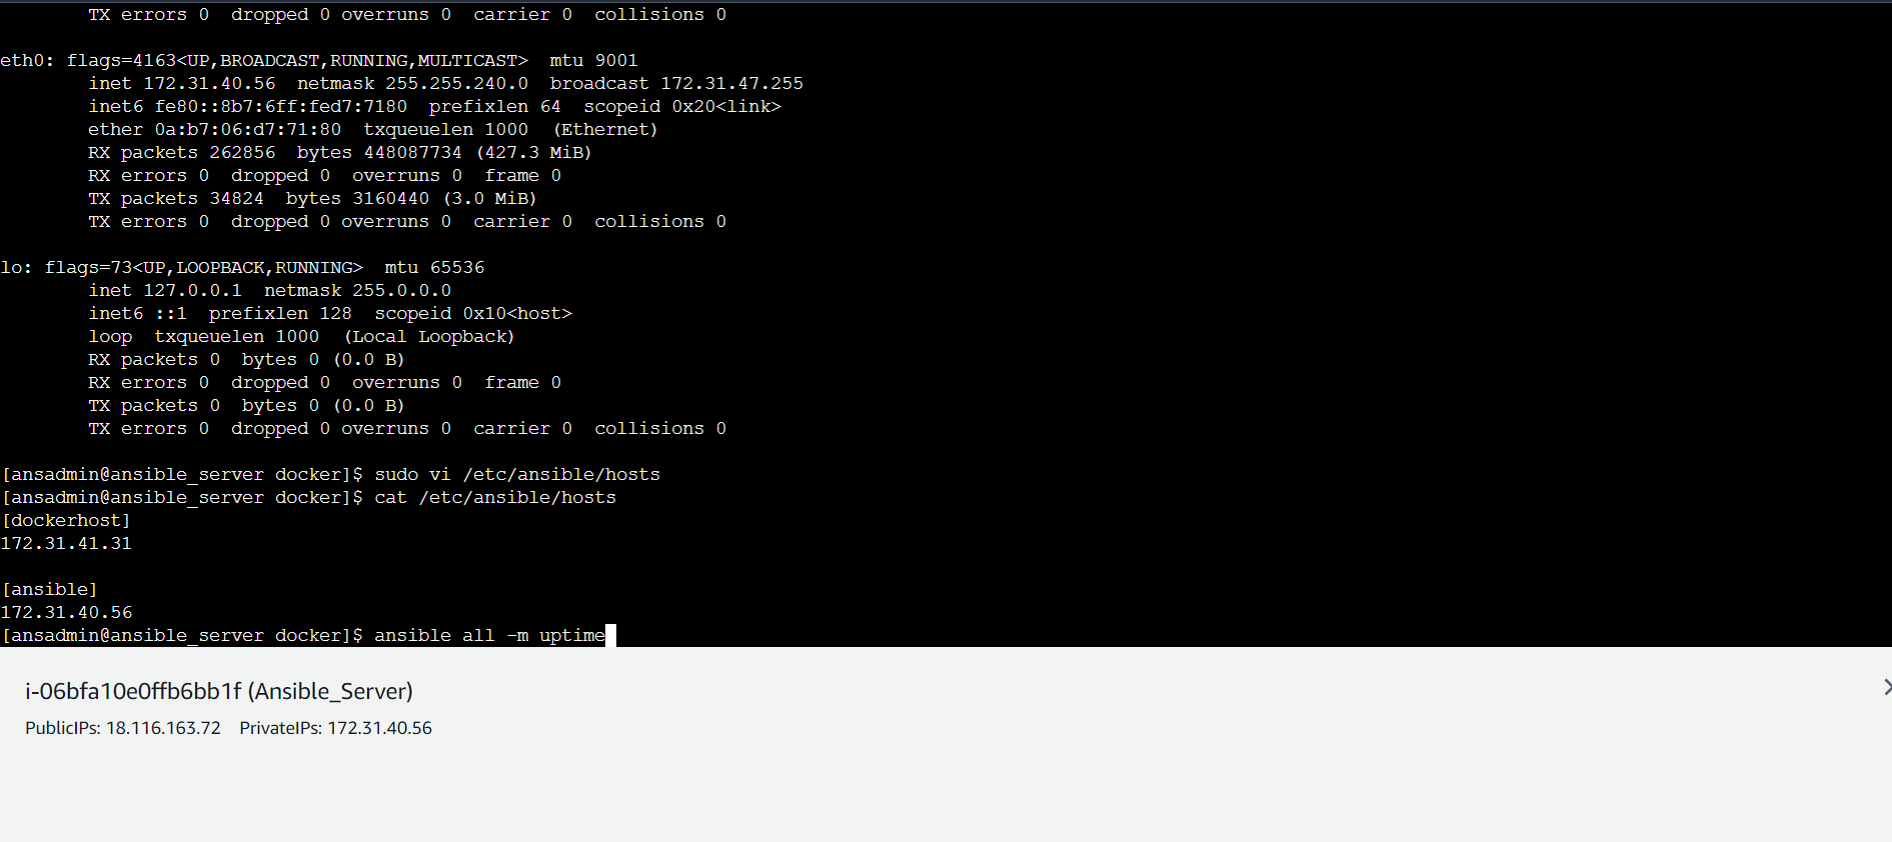 TX errors 0  dropped 0 overruns 0  carrier 0  collisions 0
eth0: flags=4163<UP,BROADCAST,RUNNING,MULTICAST>  mtu 9001
inet 172.31.40.56  netmask 255.255.240.0  broadcast 172.31.47.255
inet6 fe80::8b7:6ff:fed7:7180  prefixlen 64  scopeid 0x20<link>
ether 0a:b7:06:d7:71:80  txqueuelen 1000  (Ethernet)
RX packets 262856  bytes 448087734 (427.3 MiB)
RX errors 0  dropped 0  overruns 0  frame 0
TX packets 34824  bytes 3160440 (3.0 MiB)
TX errors 0  dropped 0 overruns 0  carrier 0  collisions 0
lo: flags=73<UP,LOOPBACK,RUNNING>  mtu 65536
inet 127.0.0.1  netmask 255.0.0.0
inet6 ::1  prefixlen 128  scopeid 0x10<host>
loop  txqueuelen 1000  (Local Loopback)
RX packets 0  bytes 0 (0.0 B)
RX errors 0  dropped 0  overruns 0  frame 0
TX packets 0  bytes 0 (0.0 B)
TX errors 0  dropped 0 overruns 0  carrier 0  collisions 0
[ansadmin@ansible_server docker]$ sudo vi /etc/ansible/hosts
[ansadmin@ansible_server docker]$ cat /etc/ansible/hosts
[dockerhost]
172.31.41.31
[ansible]
172.31.40.56
[ansadmin@ansible_server docker]$ ansible all -m uptime
i-06bfa10e0ffb6bb1f (Ansible_Server)
PublicIPs: 18.116.163.72    PrivateIPs: 172.31.40.56